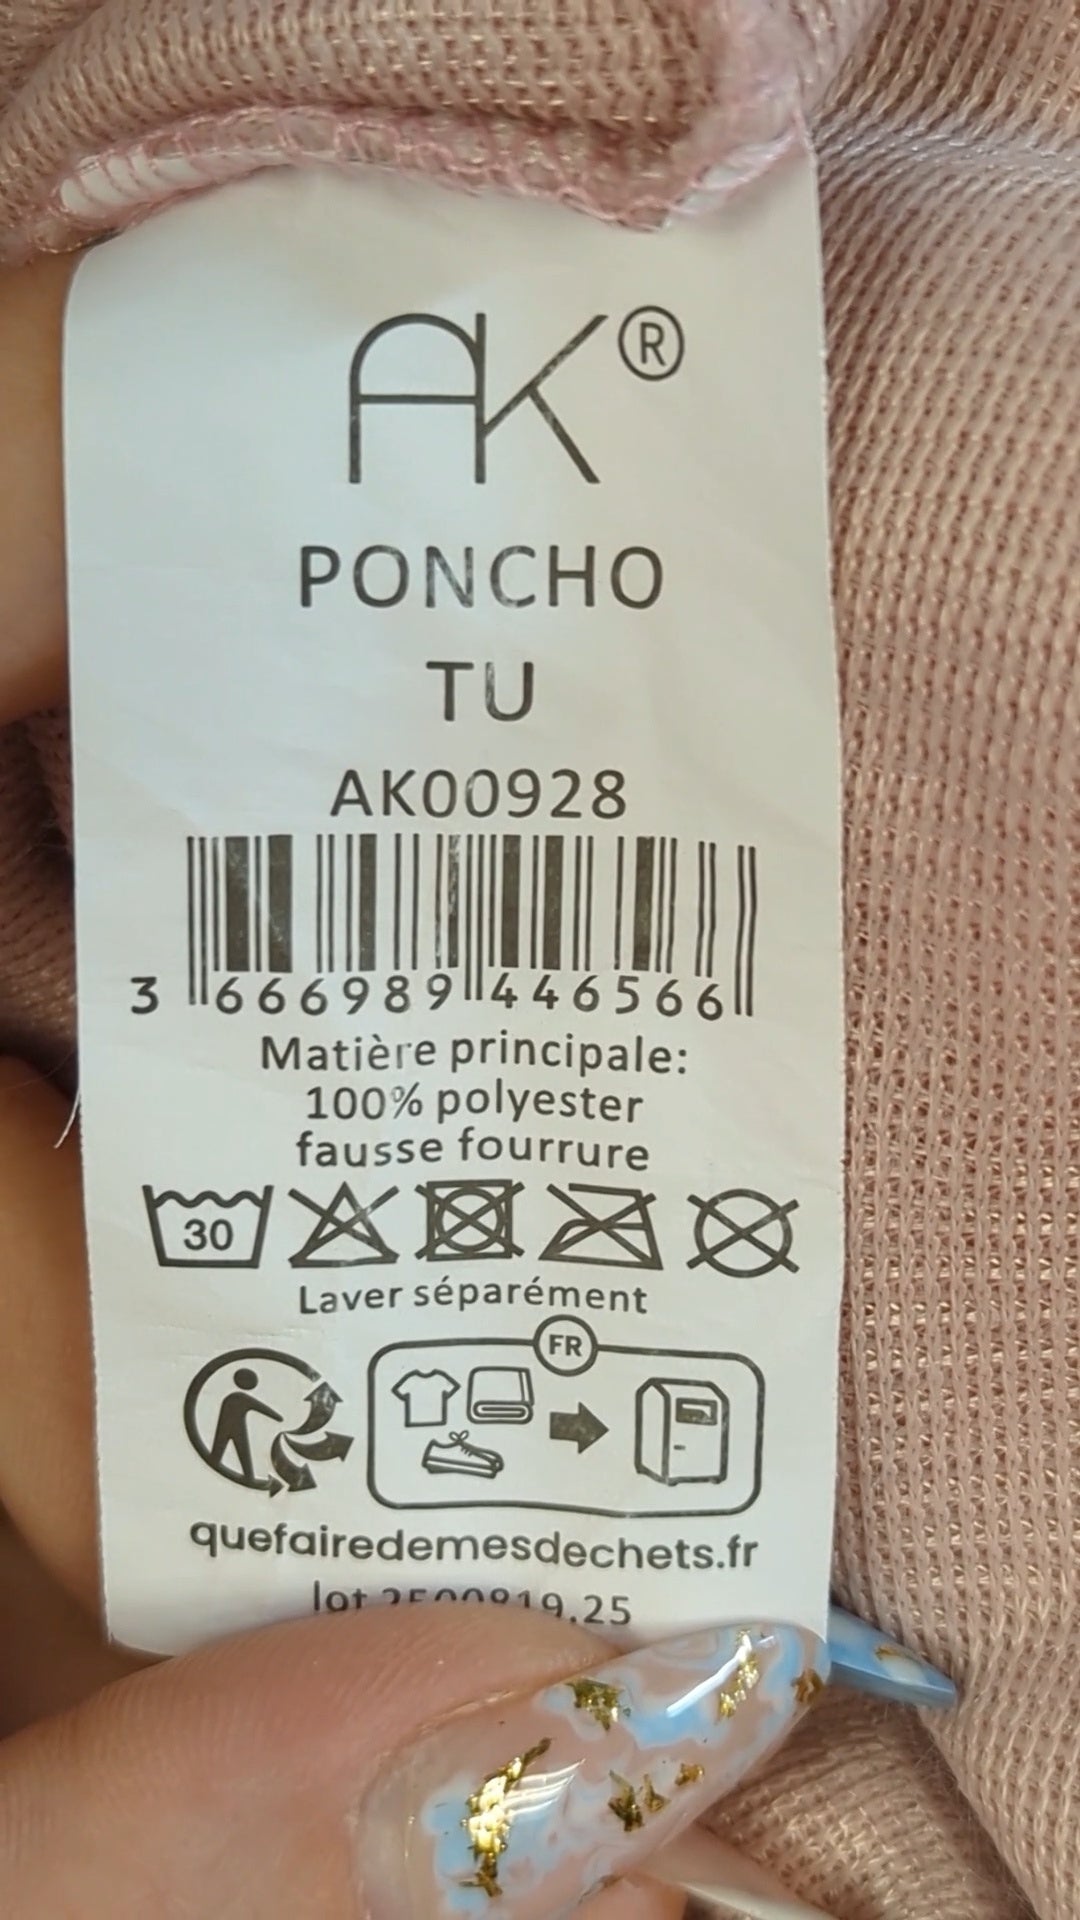 AK®
PONCHO
TU
AK00928
3 666989 446566
Matière principale:
100% polyester
fausse fourrure
30
Laver séparément
FR
quefairedemesdechets.fr
lot